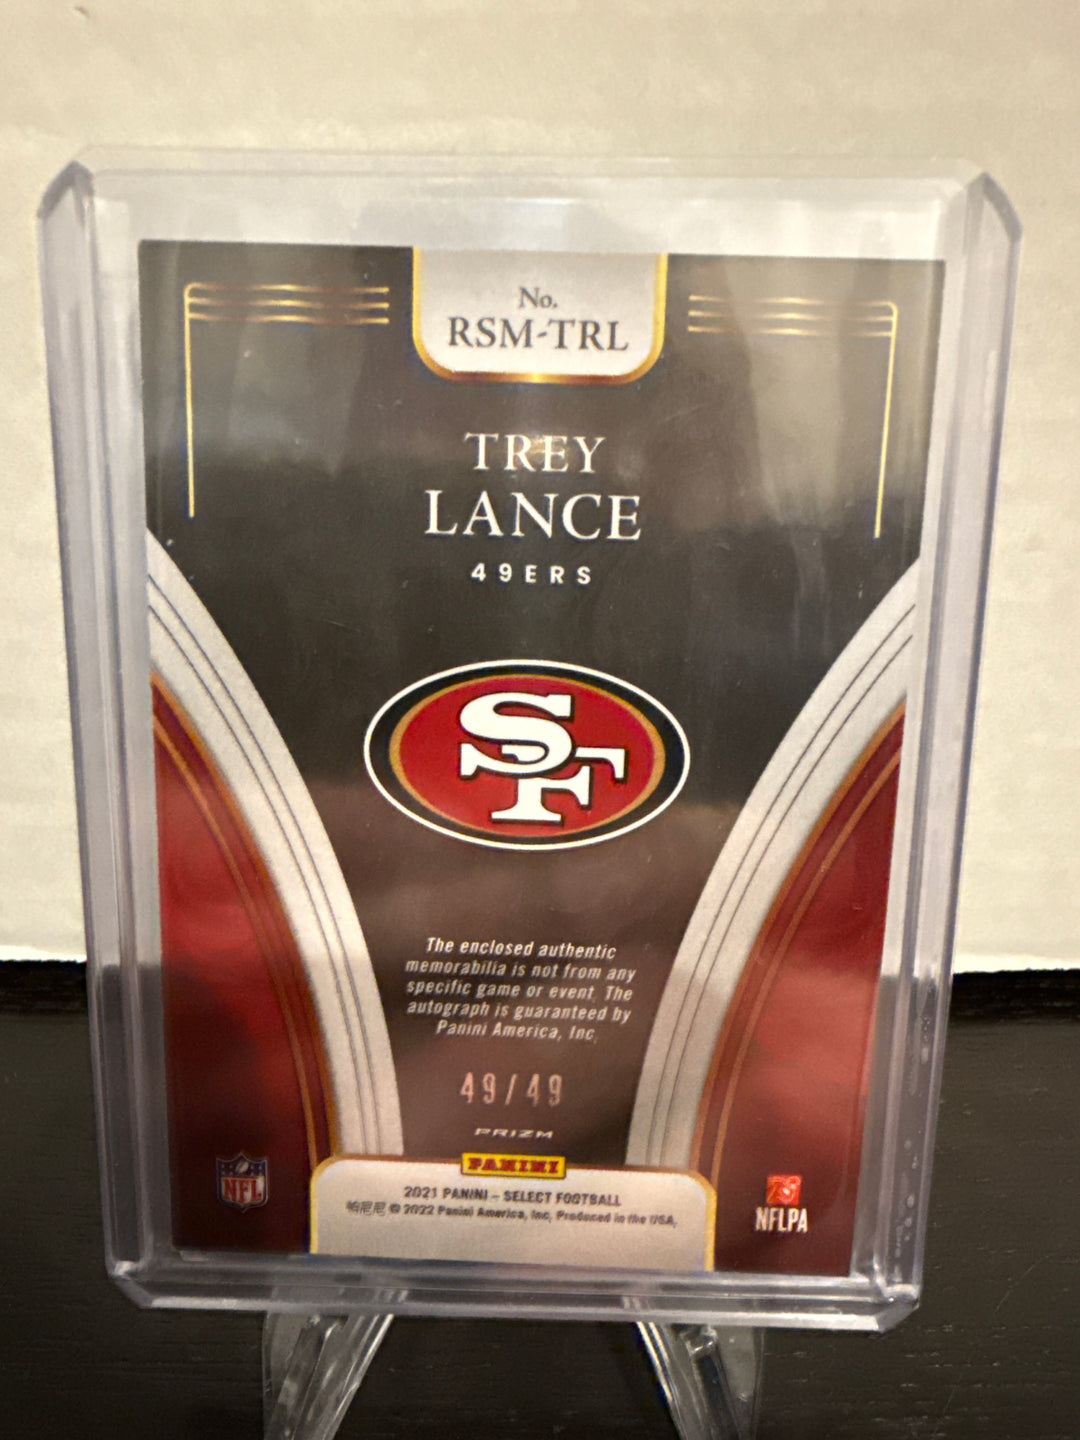 No.
RSM-TRL
TREY
LANCE
49ERS
SF
The enclosed authentic
memorabilia is not from any
specific game or event. The
autograph is guaranteed by
Panini America, Inc.
49/49
PRIZM
PANINI
2021 PANINI – SELECT FOOTBALL
帕尼尼 © 2022 Panini America, Inc. Produced in the USA.
NFL
NFLPA